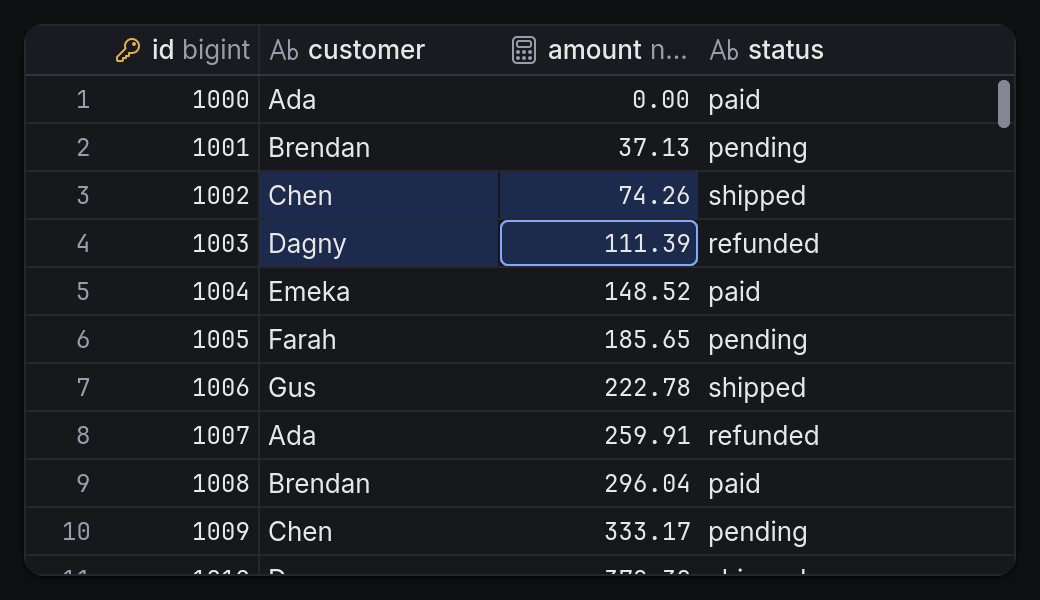 id bigint Ab customer amount n... Ab status
1 1000 Ada 0.00 paid
2 1001 Brendan 37.13 pending
3 1002 Chen 74.26 shipped
4 1003 Dagny 111.39 refunded
5 1004 Emeka 148.52 paid
6 1005 Farah 185.65 pending
7 1006 Gus 222.78 shipped
8 1007 Ada 259.91 refunded
9 1008 Brendan 296.04 paid
10 1009 Chen 333.17 pending